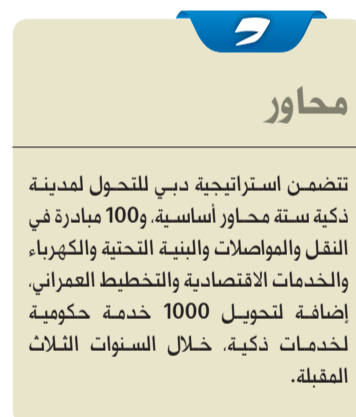 محاور
تتضمن استراتيجية دبي للتحول لمدينة
ذكية ستة محاور أساسية، و100 مبادرة في
النقل والمواصلات والبنية التحتية والكهرباء
والخدمات الاقتصادية والتخطيط العمراني،
إضافة لتحويل 1000 خدمة حكومية
لخدمات ذكية، خلال السنوات الثلاث
المقبلة.